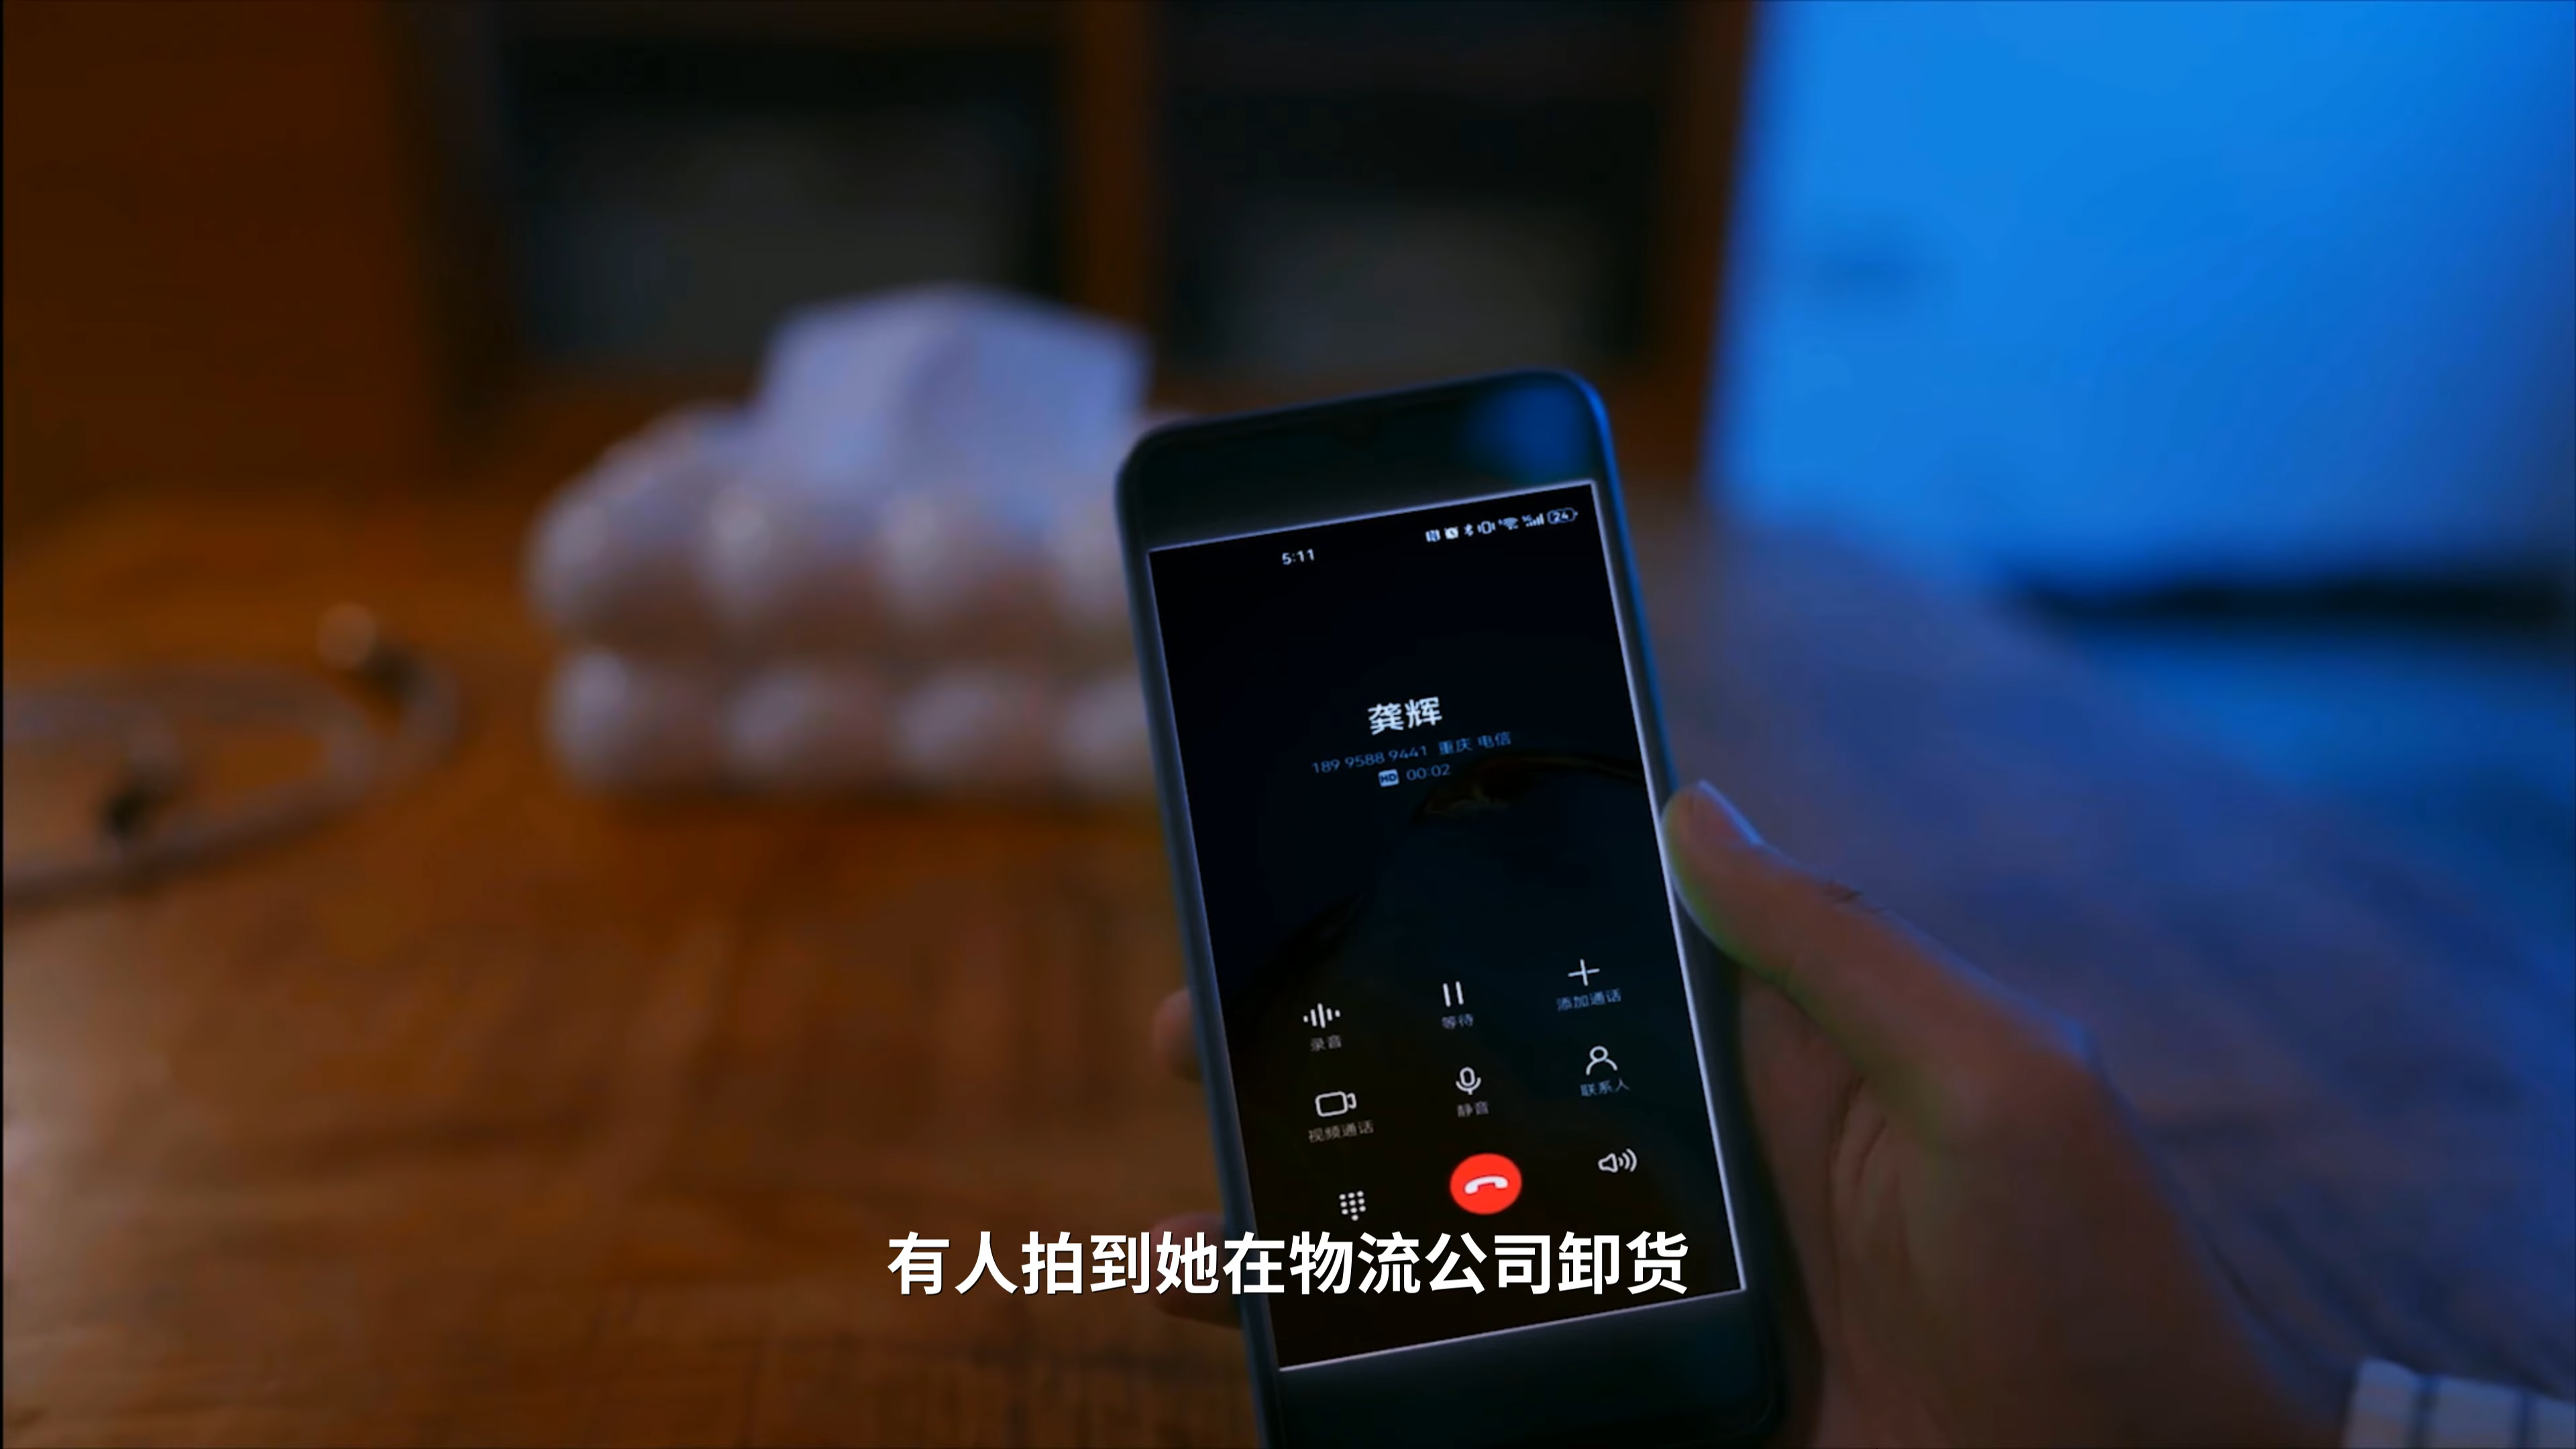 5:11
24
龚辉
189 9588 9441 重庆 电信
HD 00:02
录音
等待
添加通话
视频通话
静音
联系人
有人拍到她在物流公司卸货